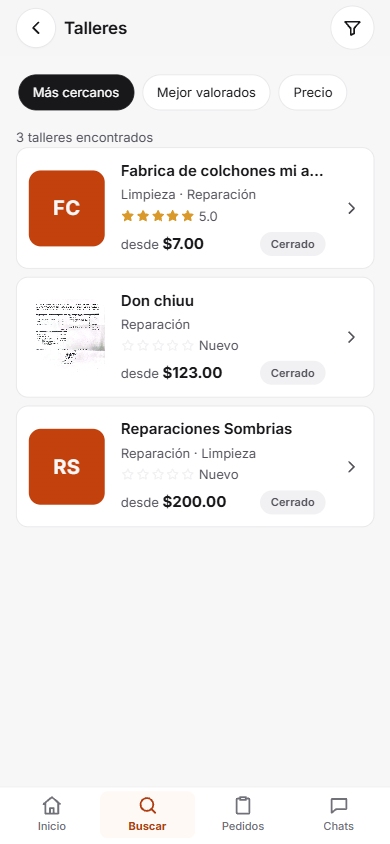 Talleres
Más cercanos
Mejor valorados
Precio
3 talleres encontrados
FC
Fabrica de colchones mi a...
Limpieza · Reparación
5.0
desde $7.00
Cerrado
Don chiuu
Reparación
Nuevo
desde $123.00
Cerrado
RS
Reparaciones Sombrias
Reparación · Limpieza
Nuevo
desde $200.00
Cerrado
Inicio
Buscar
Pedidos
Chats